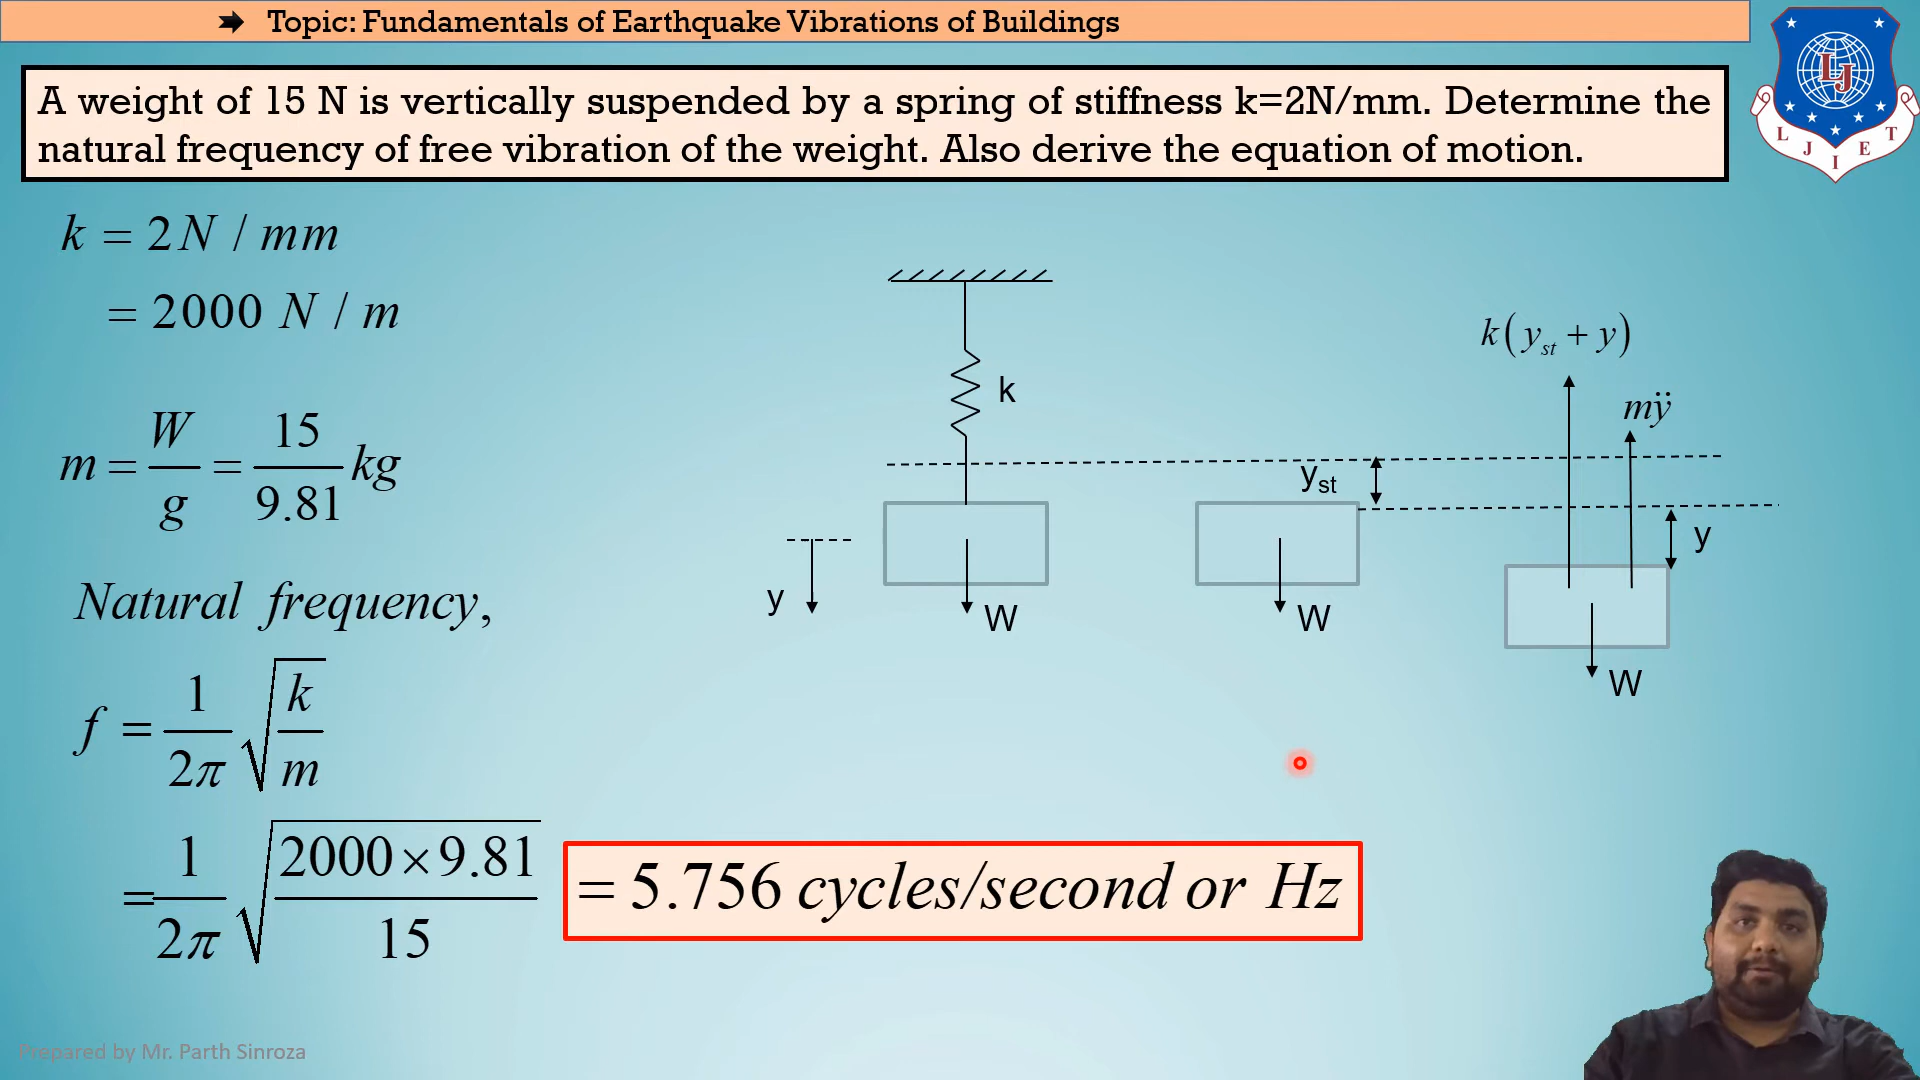 ➔ Topic: Fundamentals of Earthquake Vibrations of Buildings
LJ
L J I E T
A weight of 15 N is vertically suspended by a spring of stiffness k=2N/mm. Determine the
natural frequency of free vibration of the weight. Also derive the equation of motion.
k = 2N / mm
= 2000 N / m
m = W/g = 15/9.81 kg
Natural frequency,
f = 1/2π √(k/m)
= 1/2π √(2000×9.81/15)
= 5.756 cycles/second or Hz
k
y
W
y_st
W
k(y_st + y)
mÿ
y
W
Prepared by Mr. Parth Sinroza